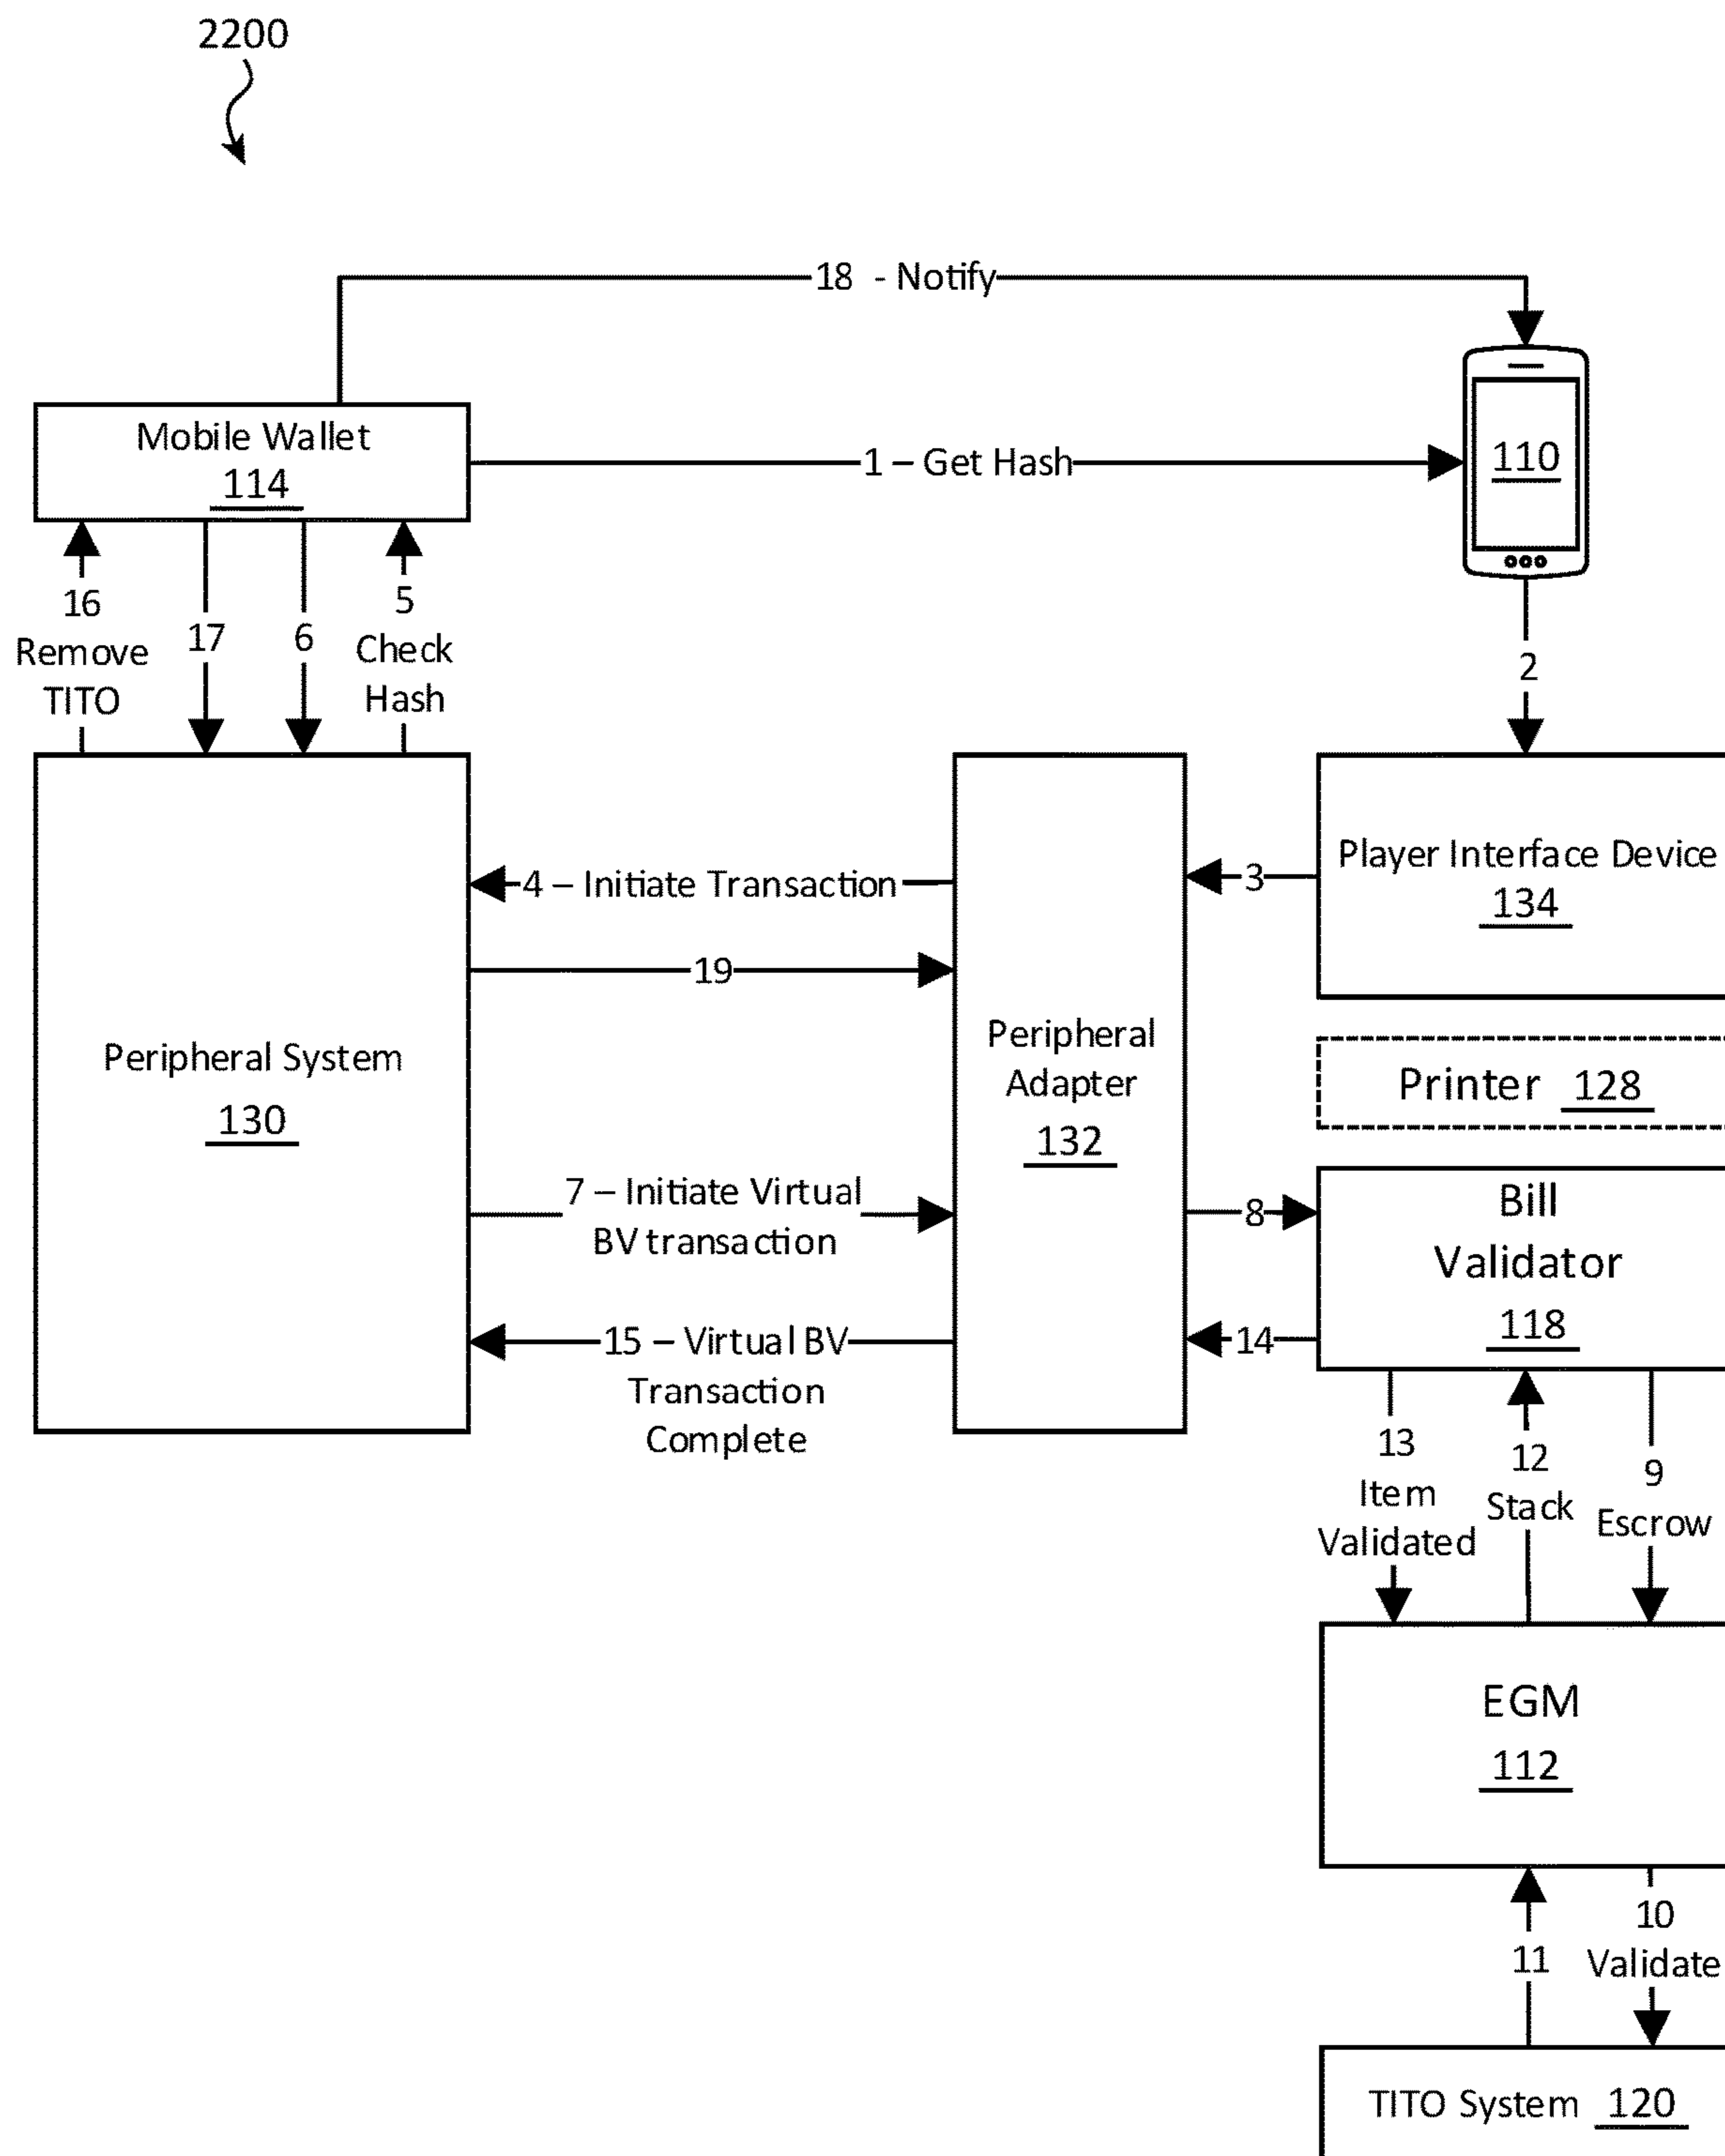 2200
18 - Notify
Mobile Wallet
114
1 – Get Hash
110
16
Remove
TITO
17
6
5
Check
Hash
2
4 – Initiate Transaction
3
Player Interface Device
134
19
Peripheral System
130
Peripheral
Adapter
132
Printer 128
7 – Initiate Virtual
BV transaction
8
Bill
Validator
118
15 – Virtual BV
Transaction
Complete
14
13
Item
Validated
12
Stack
9
Escrow
EGM
112
11
10
Validate
TITO System 120